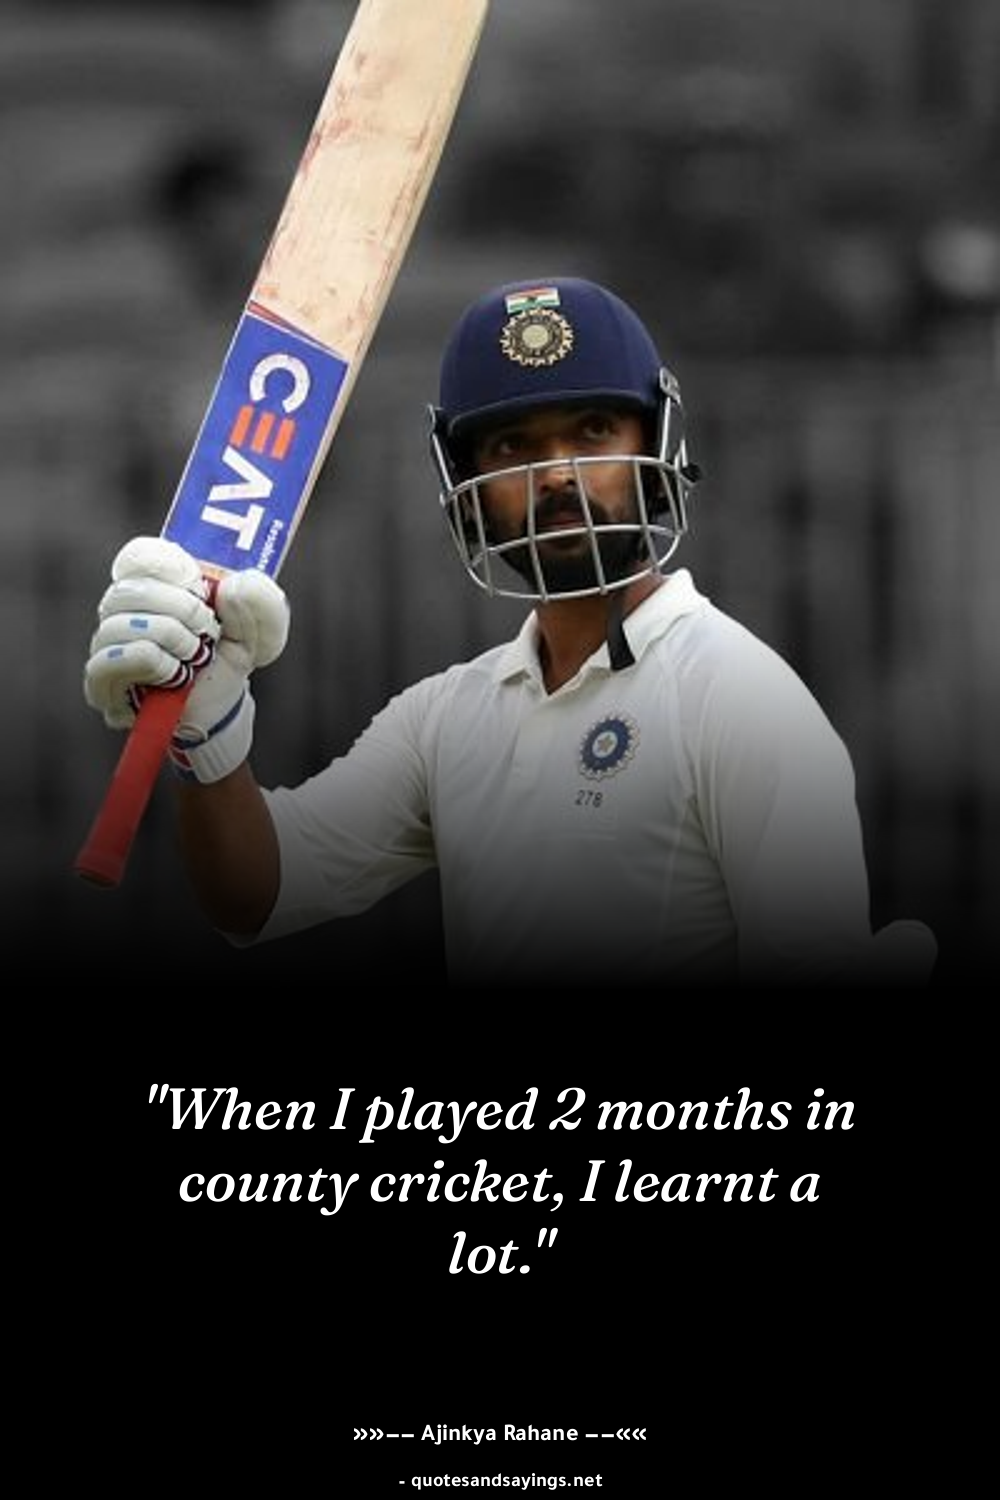 CEAT
278
"When I played 2 months in
county cricket, I learnt a
lot."
»»–– Ajinkya Rahane ––««
- quotesandsayings.net